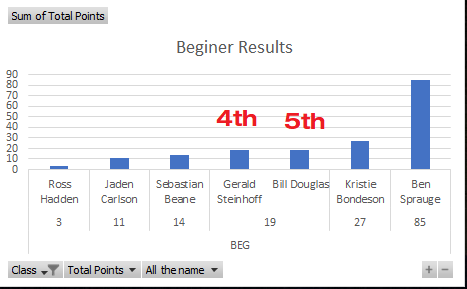 Sum of Total Points
Beginer Results
4th
5th
90
80
70
60
50
40
30
20
10
0
Ross Hadden
Jaden Carlson
Sebastian Beane
Gerald Steinhoff
Bill Douglas
Kristie Bondeson
Ben Sprauge
3
11
14
19
27
85
BEG
Class
Total Points
All the name
+
−